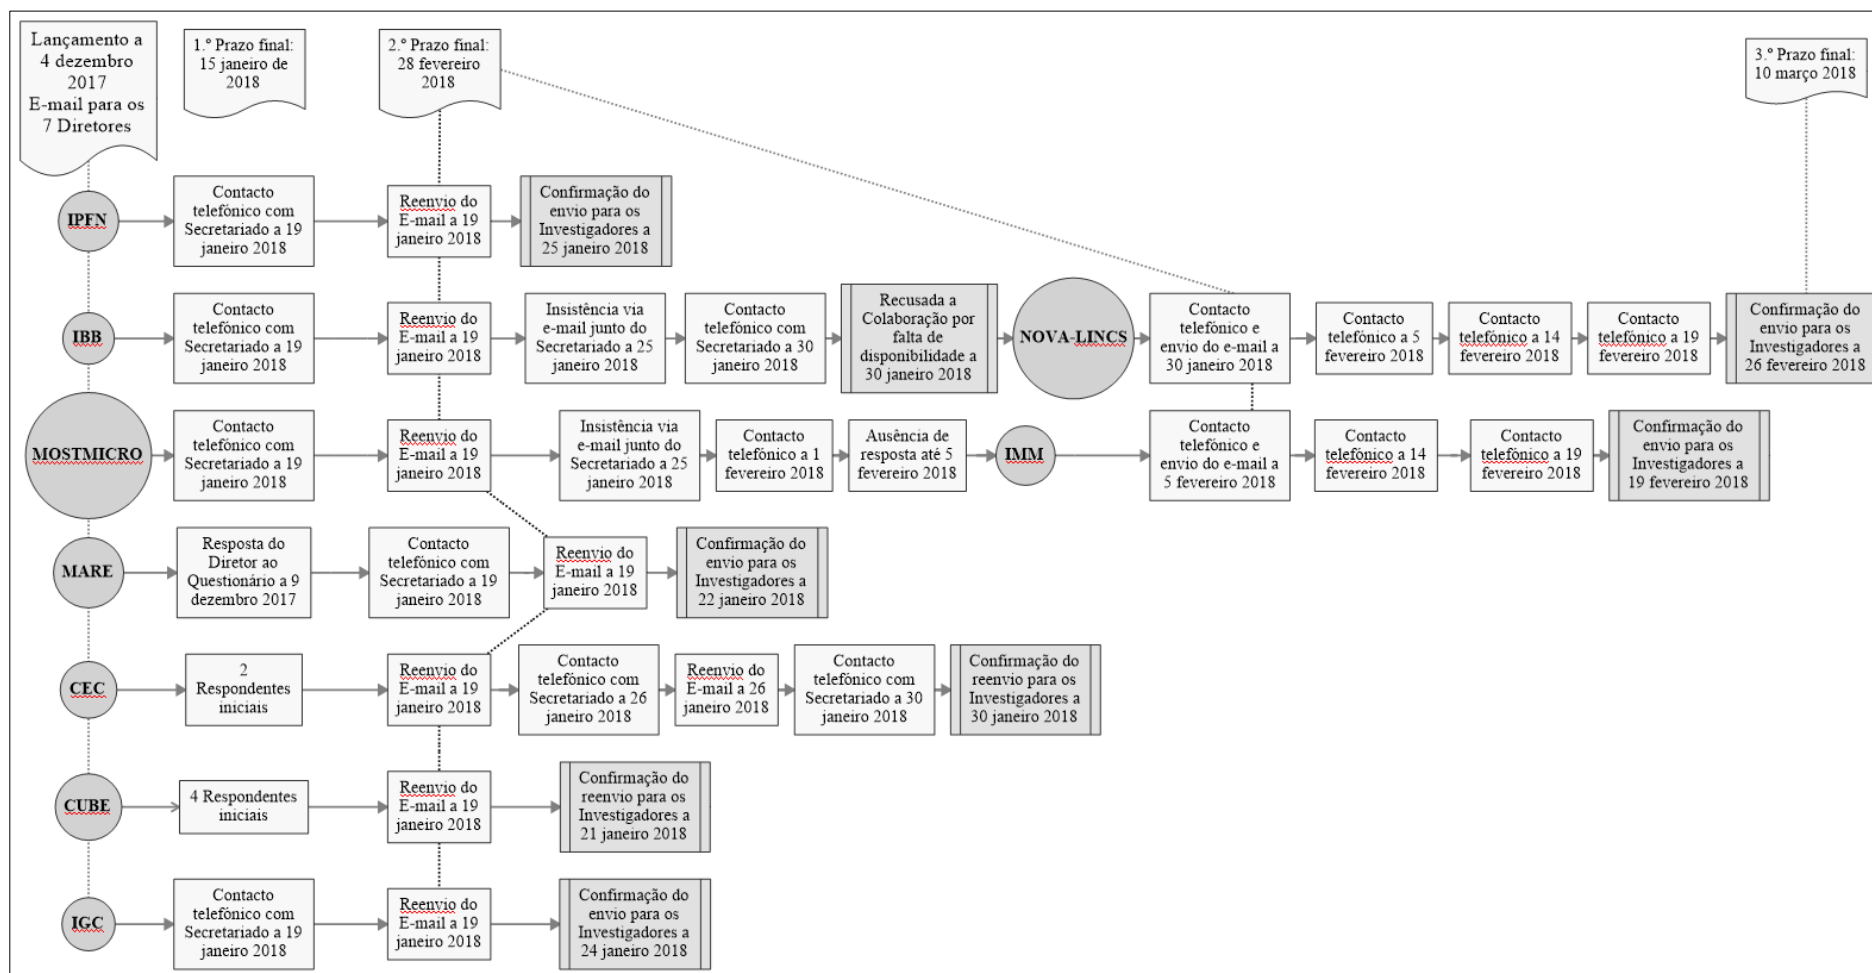 Lançamento a
4 dezembro
2017
E-mail para os
7 Diretores
1.º Prazo final:
15 janeiro de
2018
2.º Prazo final:
28 fevereiro
2018
3.º Prazo final:
10 março 2018
IPFN
Contacto
telefónico com
Secretariado a 19
janeiro 2018
Reenvio do
E-mail a 19
janeiro 2018
Confirmação do
envio para os
Investigadores a
25 janeiro 2018
IBB
Contacto
telefónico com
Secretariado a 19
janeiro 2018
Reenvio do
E-mail a 19
janeiro 2018
Insistência via
e-mail junto do
Secretariado a 25
janeiro 2018
Contacto
telefónico com
Secretariado a 30
janeiro 2018
Recusada a
Colaboração por
falta de
disponibilidade a
30 janeiro 2018
NOVA-LINCS
Contacto
telefónico e
envio do e-mail a
30 janeiro 2018
Contacto
telefónico a 5
fevereiro 2018
Contacto
telefónico a 14
fevereiro 2018
Contacto
telefónico a 19
fevereiro 2018
Confirmação do
envio para os
Investigadores a
26 fevereiro 2018
MOSTMICRO
Contacto
telefónico com
Secretariado a 19
janeiro 2018
Reenvio do
E-mail a 19
janeiro 2018
Insistência via
e-mail junto do
Secretariado a 25
janeiro 2018
Contacto
telefónico a 1
fevereiro 2018
Ausência de
resposta até 5
fevereiro 2018
IMM
Contacto
telefónico e
envio do e-mail a
5 fevereiro 2018
Contacto
telefónico a 14
fevereiro 2018
Contacto
telefónico a 19
fevereiro 2018
Confirmação do
envio para os
Investigadores a
19 fevereiro 2018
MARE
Resposta do
Diretor ao
Questionário a 9
dezembro 2017
Contacto
telefónico com
Secretariado a 19
janeiro 2018
Reenvio do
E-mail a 19
janeiro 2018
Confirmação do
envio para os
Investigadores a
22 janeiro 2018
CEC
2
Respondentes
iniciais
Reenvio do
E-mail a 19
janeiro 2018
Contacto
telefónico com
Secretariado a 26
janeiro 2018
Reenvio do
E-mail a 26
janeiro 2018
Contacto
telefónico com
Secretariado a 30
janeiro 2018
Confirmação do
reenvio para os
Investigadores a
30 janeiro 2018
CUBE
4 Respondentes
iniciais
Reenvio do
E-mail a 19
janeiro 2018
Confirmação do
reenvio para os
Investigadores a
21 janeiro 2018
IGC
Contacto
telefónico com
Secretariado a 19
janeiro 2018
Reenvio do
E-mail a 19
janeiro 2018
Confirmação do
envio para os
Investigadores a
24 janeiro 2018